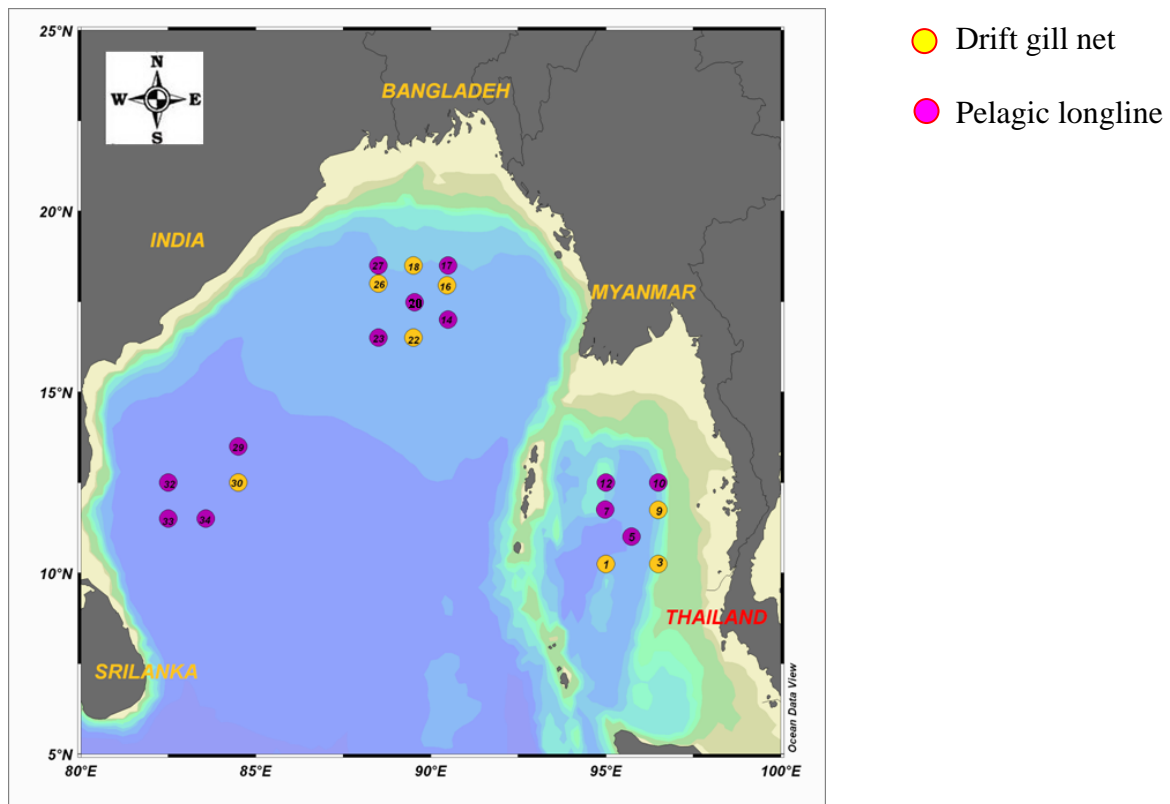 25°N
20°N
15°N
10°N
5°N
80°E
85°E
90°E
95°E
100°E
N
W E
S
BANGLADEH
INDIA
MYANMAR
THAILAND
SRILANKA
27 18 17
26 16
20
14
23 22
29
32 30
33 34
12 10
7 9
5
1 3
Ocean Data View
Drift gill net
Pelagic longline